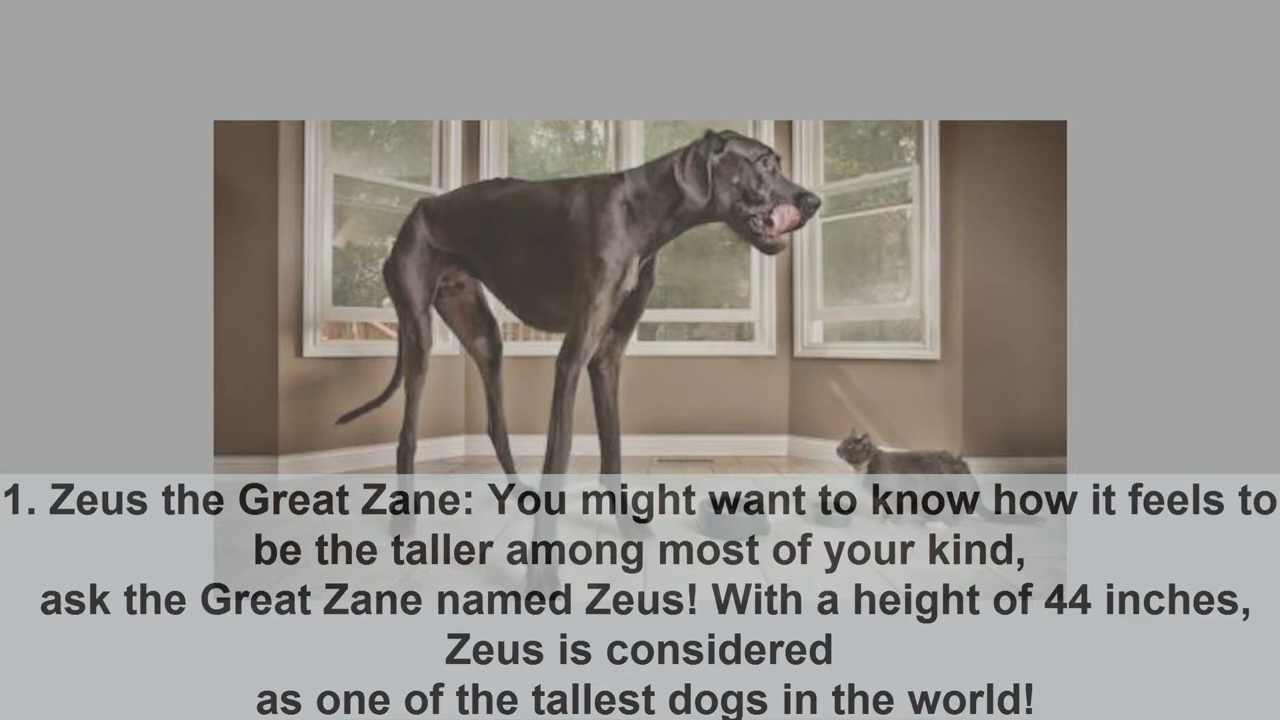 1. Zeus the Great Zane: You might want to know how it feels to
be the taller among most of your kind,
ask the Great Zane named Zeus! With a height of 44 inches,
Zeus is considered
as one of the tallest dogs in the world!